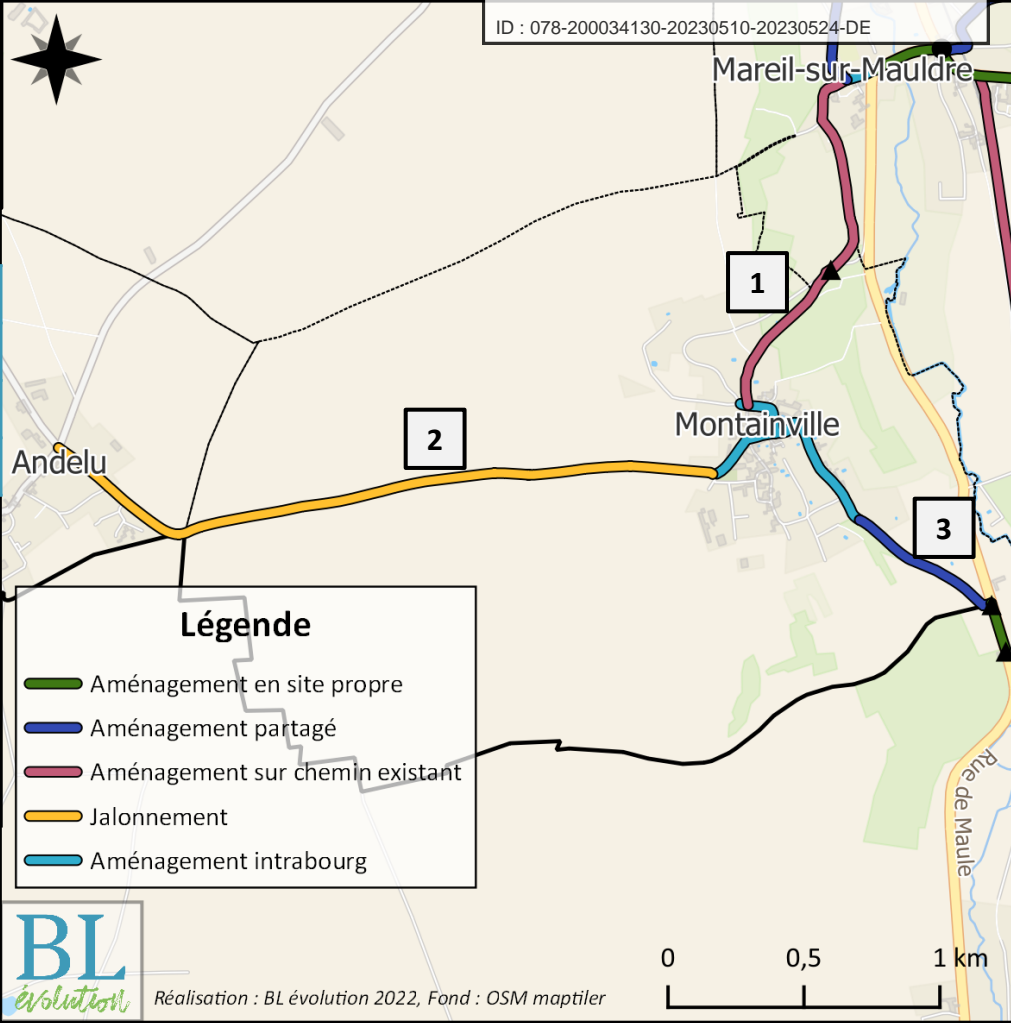 ID : 078-200034130-20230510-20230524-DE
Mareil-sur-Mauldre
1
Montainville
2
Andelu
3
Légende
Aménagement en site propre
Aménagement partagé
Aménagement sur chemin existant
Jalonnement
Aménagement intrabourg
Rue de Maule
BL
évolution
0 0,5 1 km
Réalisation : BL évolution 2022, Fond : OSM maptiler